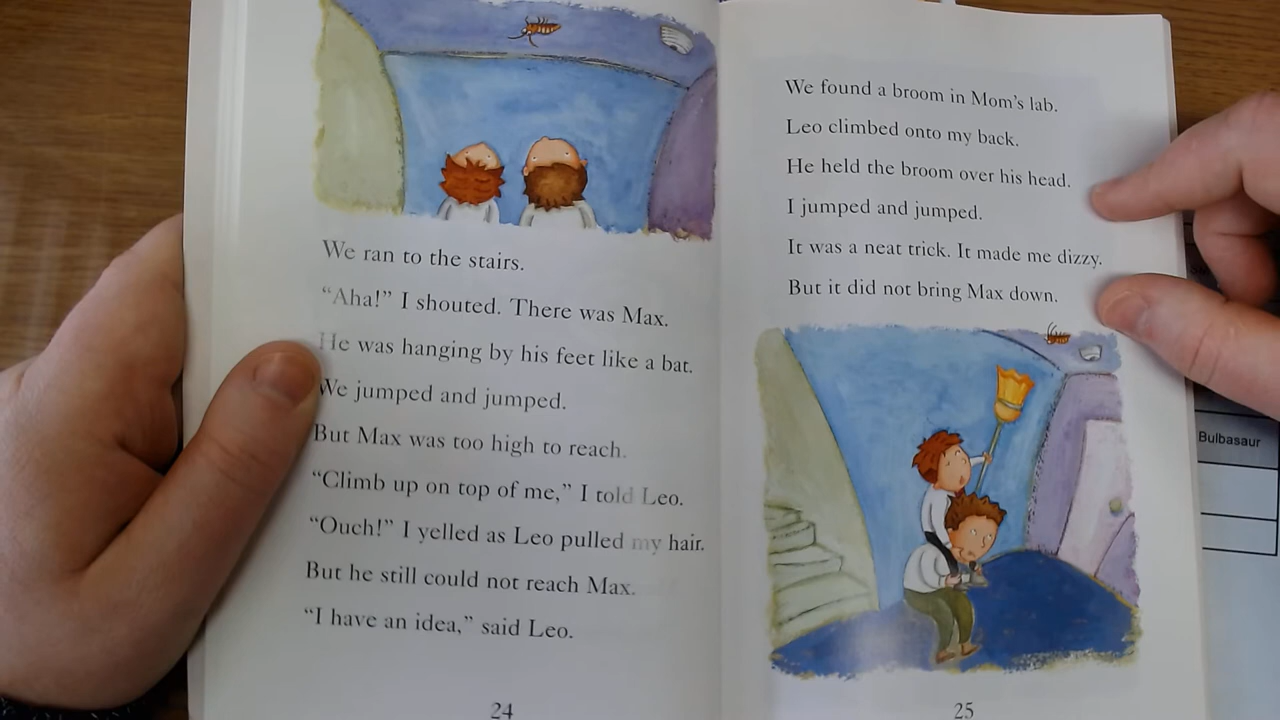 We ran to the stairs.
“Aha!” I shouted. There was Max.
He was hanging by his feet like a bat.
We jumped and jumped.
But Max was too high to reach.
“Climb up on top of me,” I told Leo.
“Ouch!” I yelled as Leo pulled my hair.
But he still could not reach Max.
“I have an idea,” said Leo.
24
We found a broom in Mom’s lab.
Leo climbed onto my back.
He held the broom over his head.
I jumped and jumped.
It was a neat trick. It made me dizzy.
But it did not bring Max down.
25
Bulbasaur